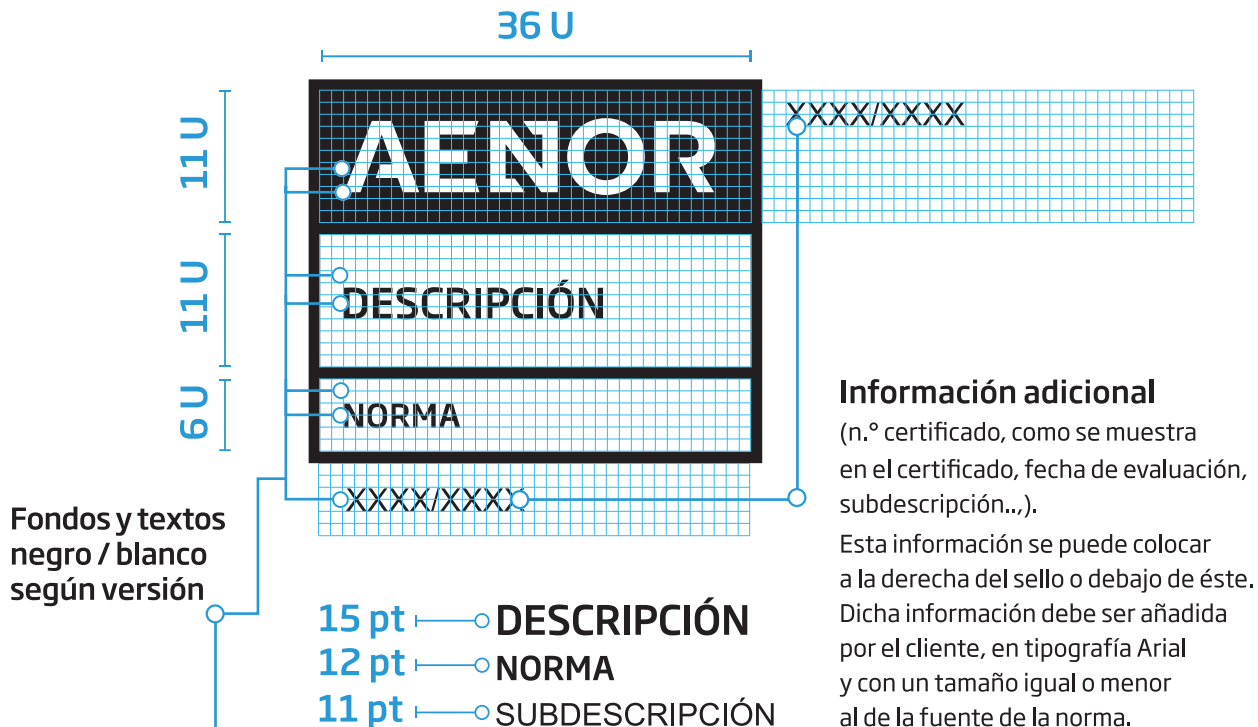 36 U
11 U
AENOR
XXXX/XXXX
11 U
DESCRIPCIÓN
6 U
NORMA
XXXX/XXXX
Fondos y textos
negro / blanco
según versión
Información adicional
(n.° certificado, como se muestra
en el certificado, fecha de evaluación,
subdescripción..,).
Esta información se puede colocar
a la derecha del sello o debajo de éste.
Dicha información debe ser añadida
por el cliente, en tipografía Arial
y con un tamaño igual o menor
al de la fuente de la norma.
15 pt DESCRIPCIÓN
12 pt NORMA
11 pt SUBDESCRIPCIÓN